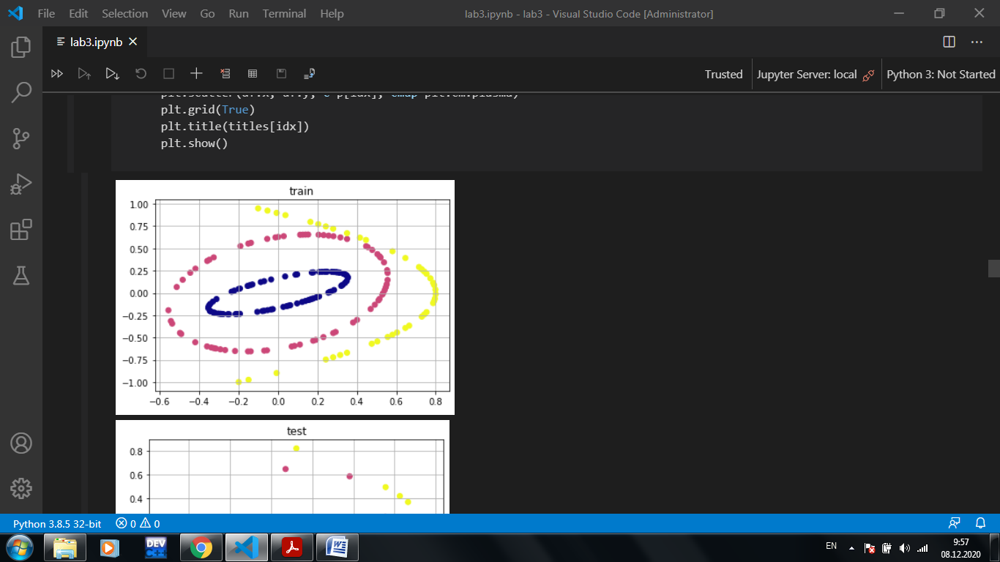 File Edit Selection View Go Run Terminal Help
lab3.ipynb - lab3 - Visual Studio Code [Administrator]
lab3.ipynb
Trusted
Jupyter Server: local
Python 3: Not Started
plt.grid(True)
plt.title(titles[idx])
plt.show()
train
1.00
0.75
0.50
0.25
0.00
−0.25
−0.50
−0.75
−1.00
−0.6 −0.4 −0.2 0.0 0.2 0.4 0.6 0.8
test
0.8
0.6
0.4
Python 3.8.5 32-bit
0
0
DEV
C++
EN
9:57
08.12.2020